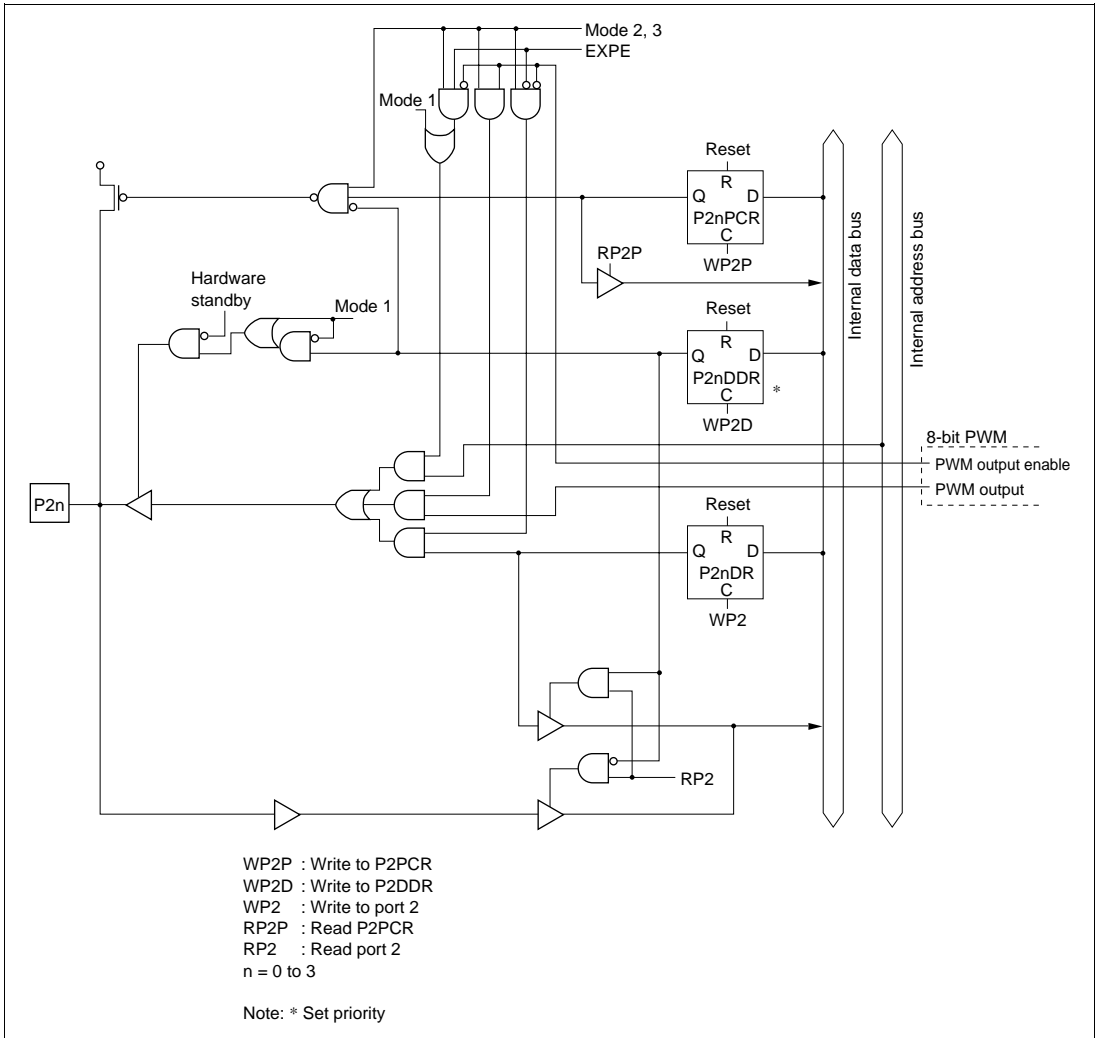 Mode 2, 3
EXPE
Mode 1
Reset
R
Q D
P2nPCR
C
WP2P
RP2P
Internal data bus
Internal address bus
Hardware
standby
Mode 1
Reset
R
Q D
P2nDDR
C
*
WP2D
8-bit PWM
PWM output enable
PWM output
P2n
Reset
R
Q D
P2nDR
C
WP2
RP2
WP2P : Write to P2PCR
WP2D : Write to P2DDR
WP2 : Write to port 2
RP2P : Read P2PCR
RP2 : Read port 2
n = 0 to 3
Note: * Set priority